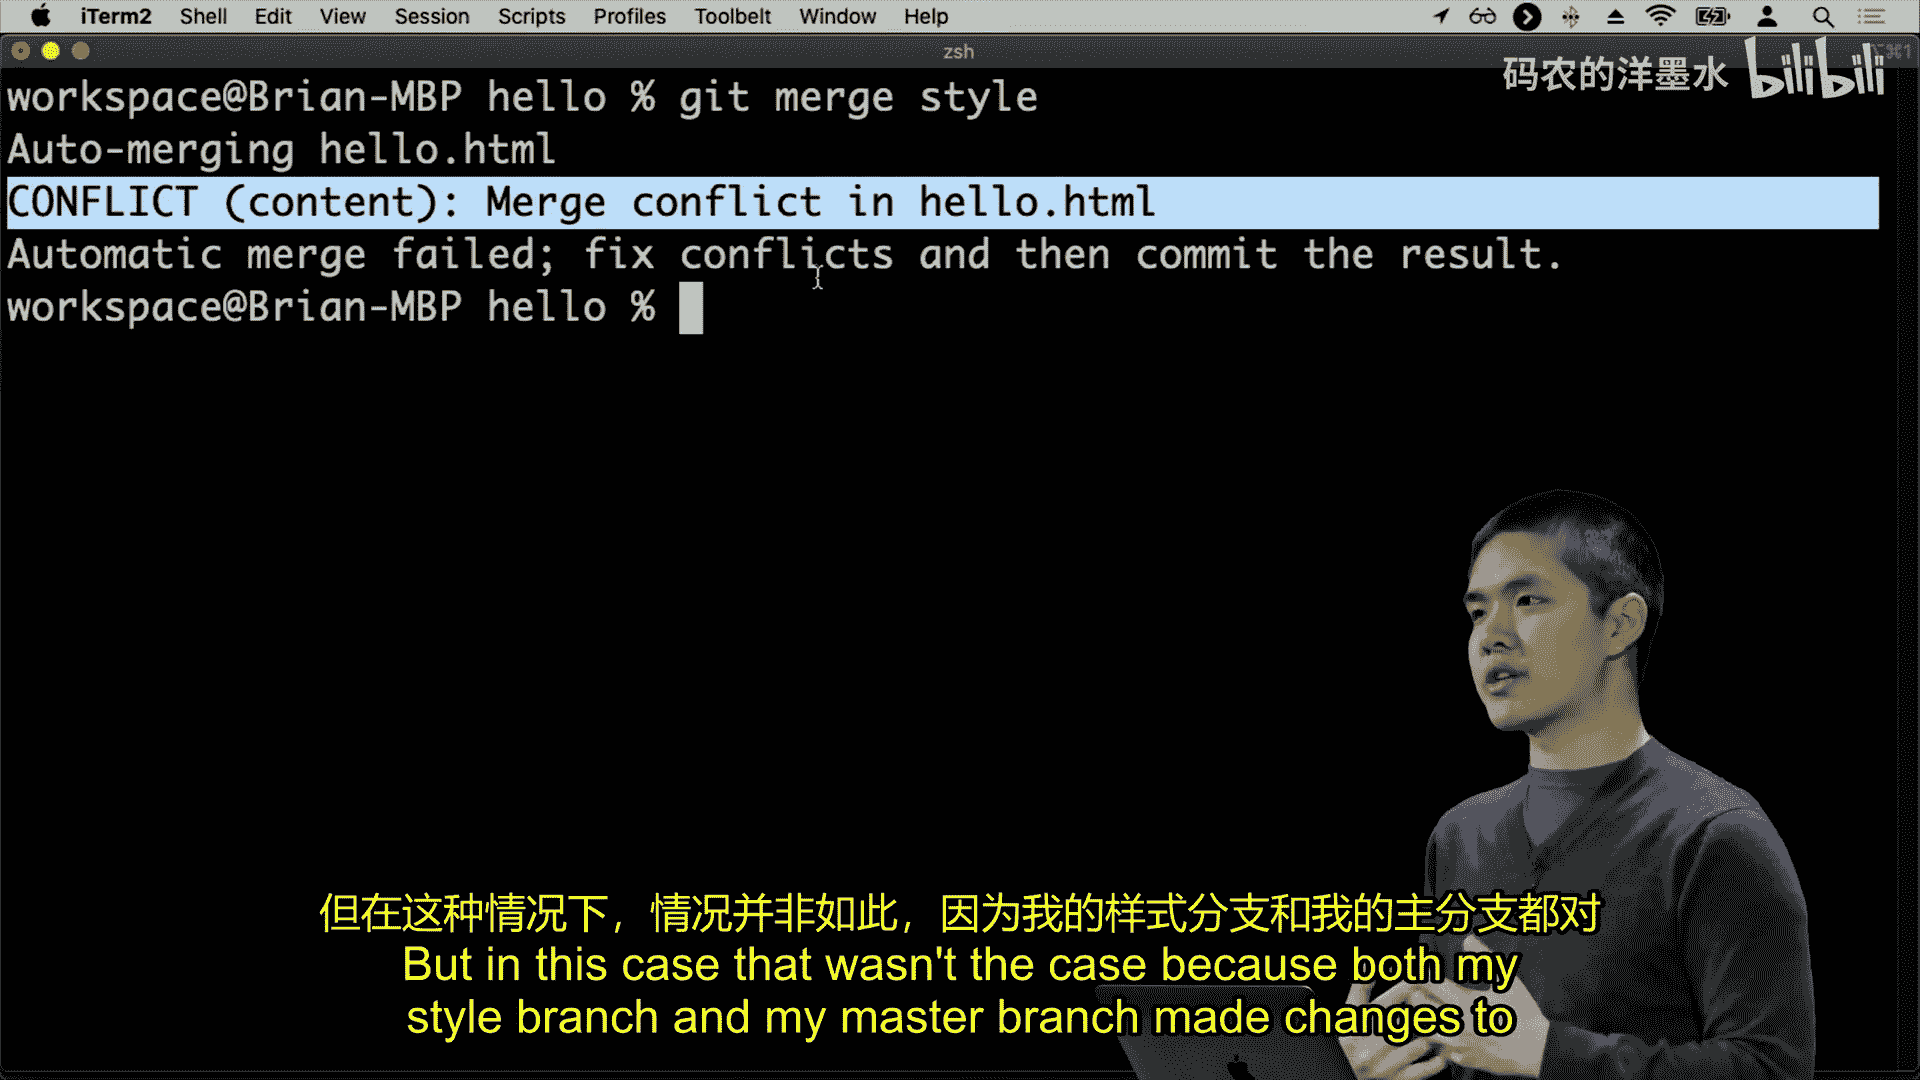 iTerm2 Shell Edit View Session Scripts Profiles Toolbelt Window Help
zsh
⌘1
码农的洋墨水 bilibili
workspace@Brian-MBP hello % git merge style
Auto-merging hello.html
CONFLICT (content): Merge conflict in hello.html
Automatic merge failed; fix conflicts and then commit the result.
workspace@Brian-MBP hello %
但在这种情况下，情况并非如此，因为我的样式分支和我的主分支都对
But in this case that wasn't the case because both my
style branch and my master branch made changes to